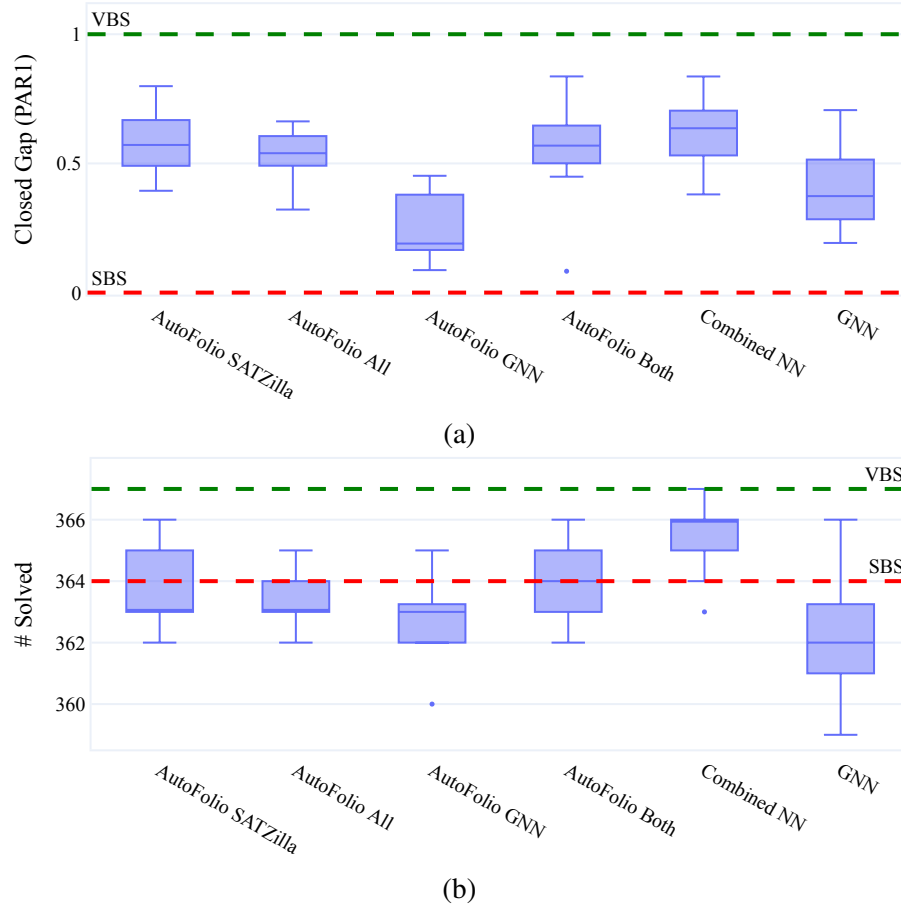 VBS
1
Closed Gap (PAR1)
0.5
SBS
0
AutoFolio SATZilla
AutoFolio All
AutoFolio GNN
AutoFolio Both
Combined NN
GNN
(a)
VBS
366
SBS
364
# Solved
362
360
AutoFolio SATZilla
AutoFolio All
AutoFolio GNN
AutoFolio Both
Combined NN
GNN
(b)